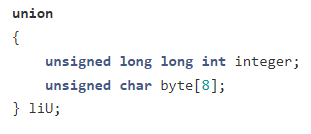 union
{
    unsigned long long int integer;
    unsigned char byte[8];
} liU;